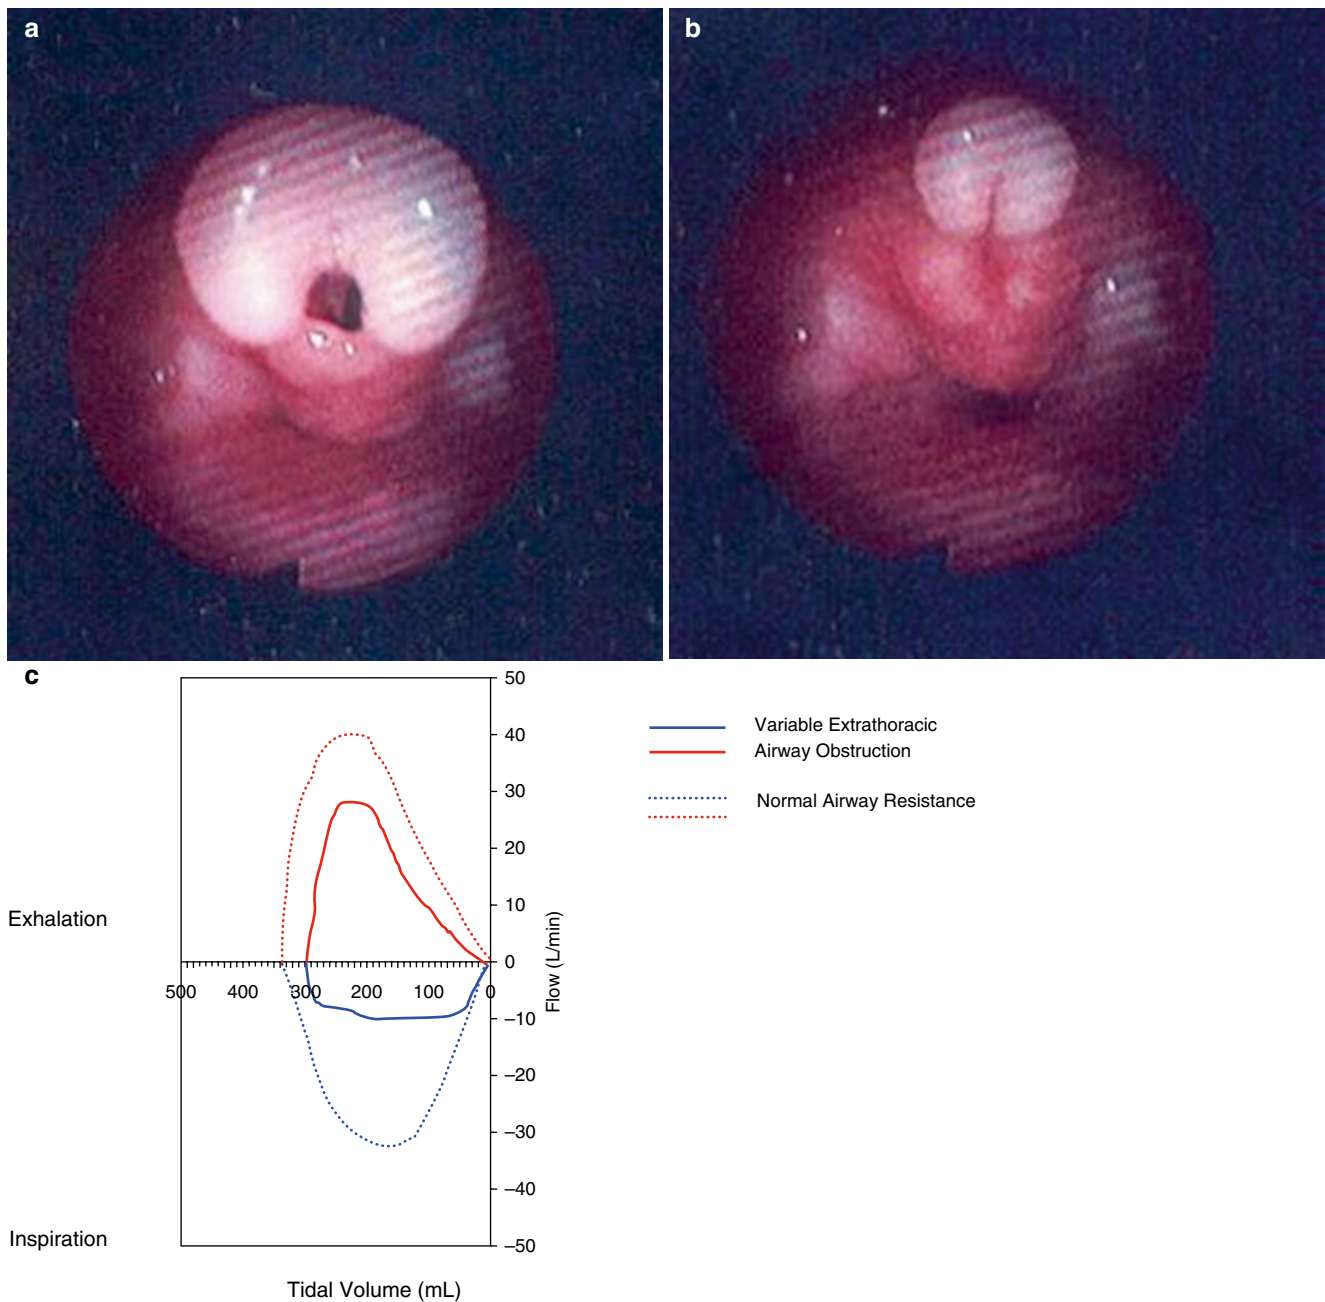 a
b
c
50
40
30
20
10
0
−10
−20
−30
−40
−50
Flow (L/min)
500 400 300 200 100 0
Exhalation
Inspiration
Tidal Volume (mL)
Variable Extrathoracic
Airway Obstruction
Normal Airway Resistance